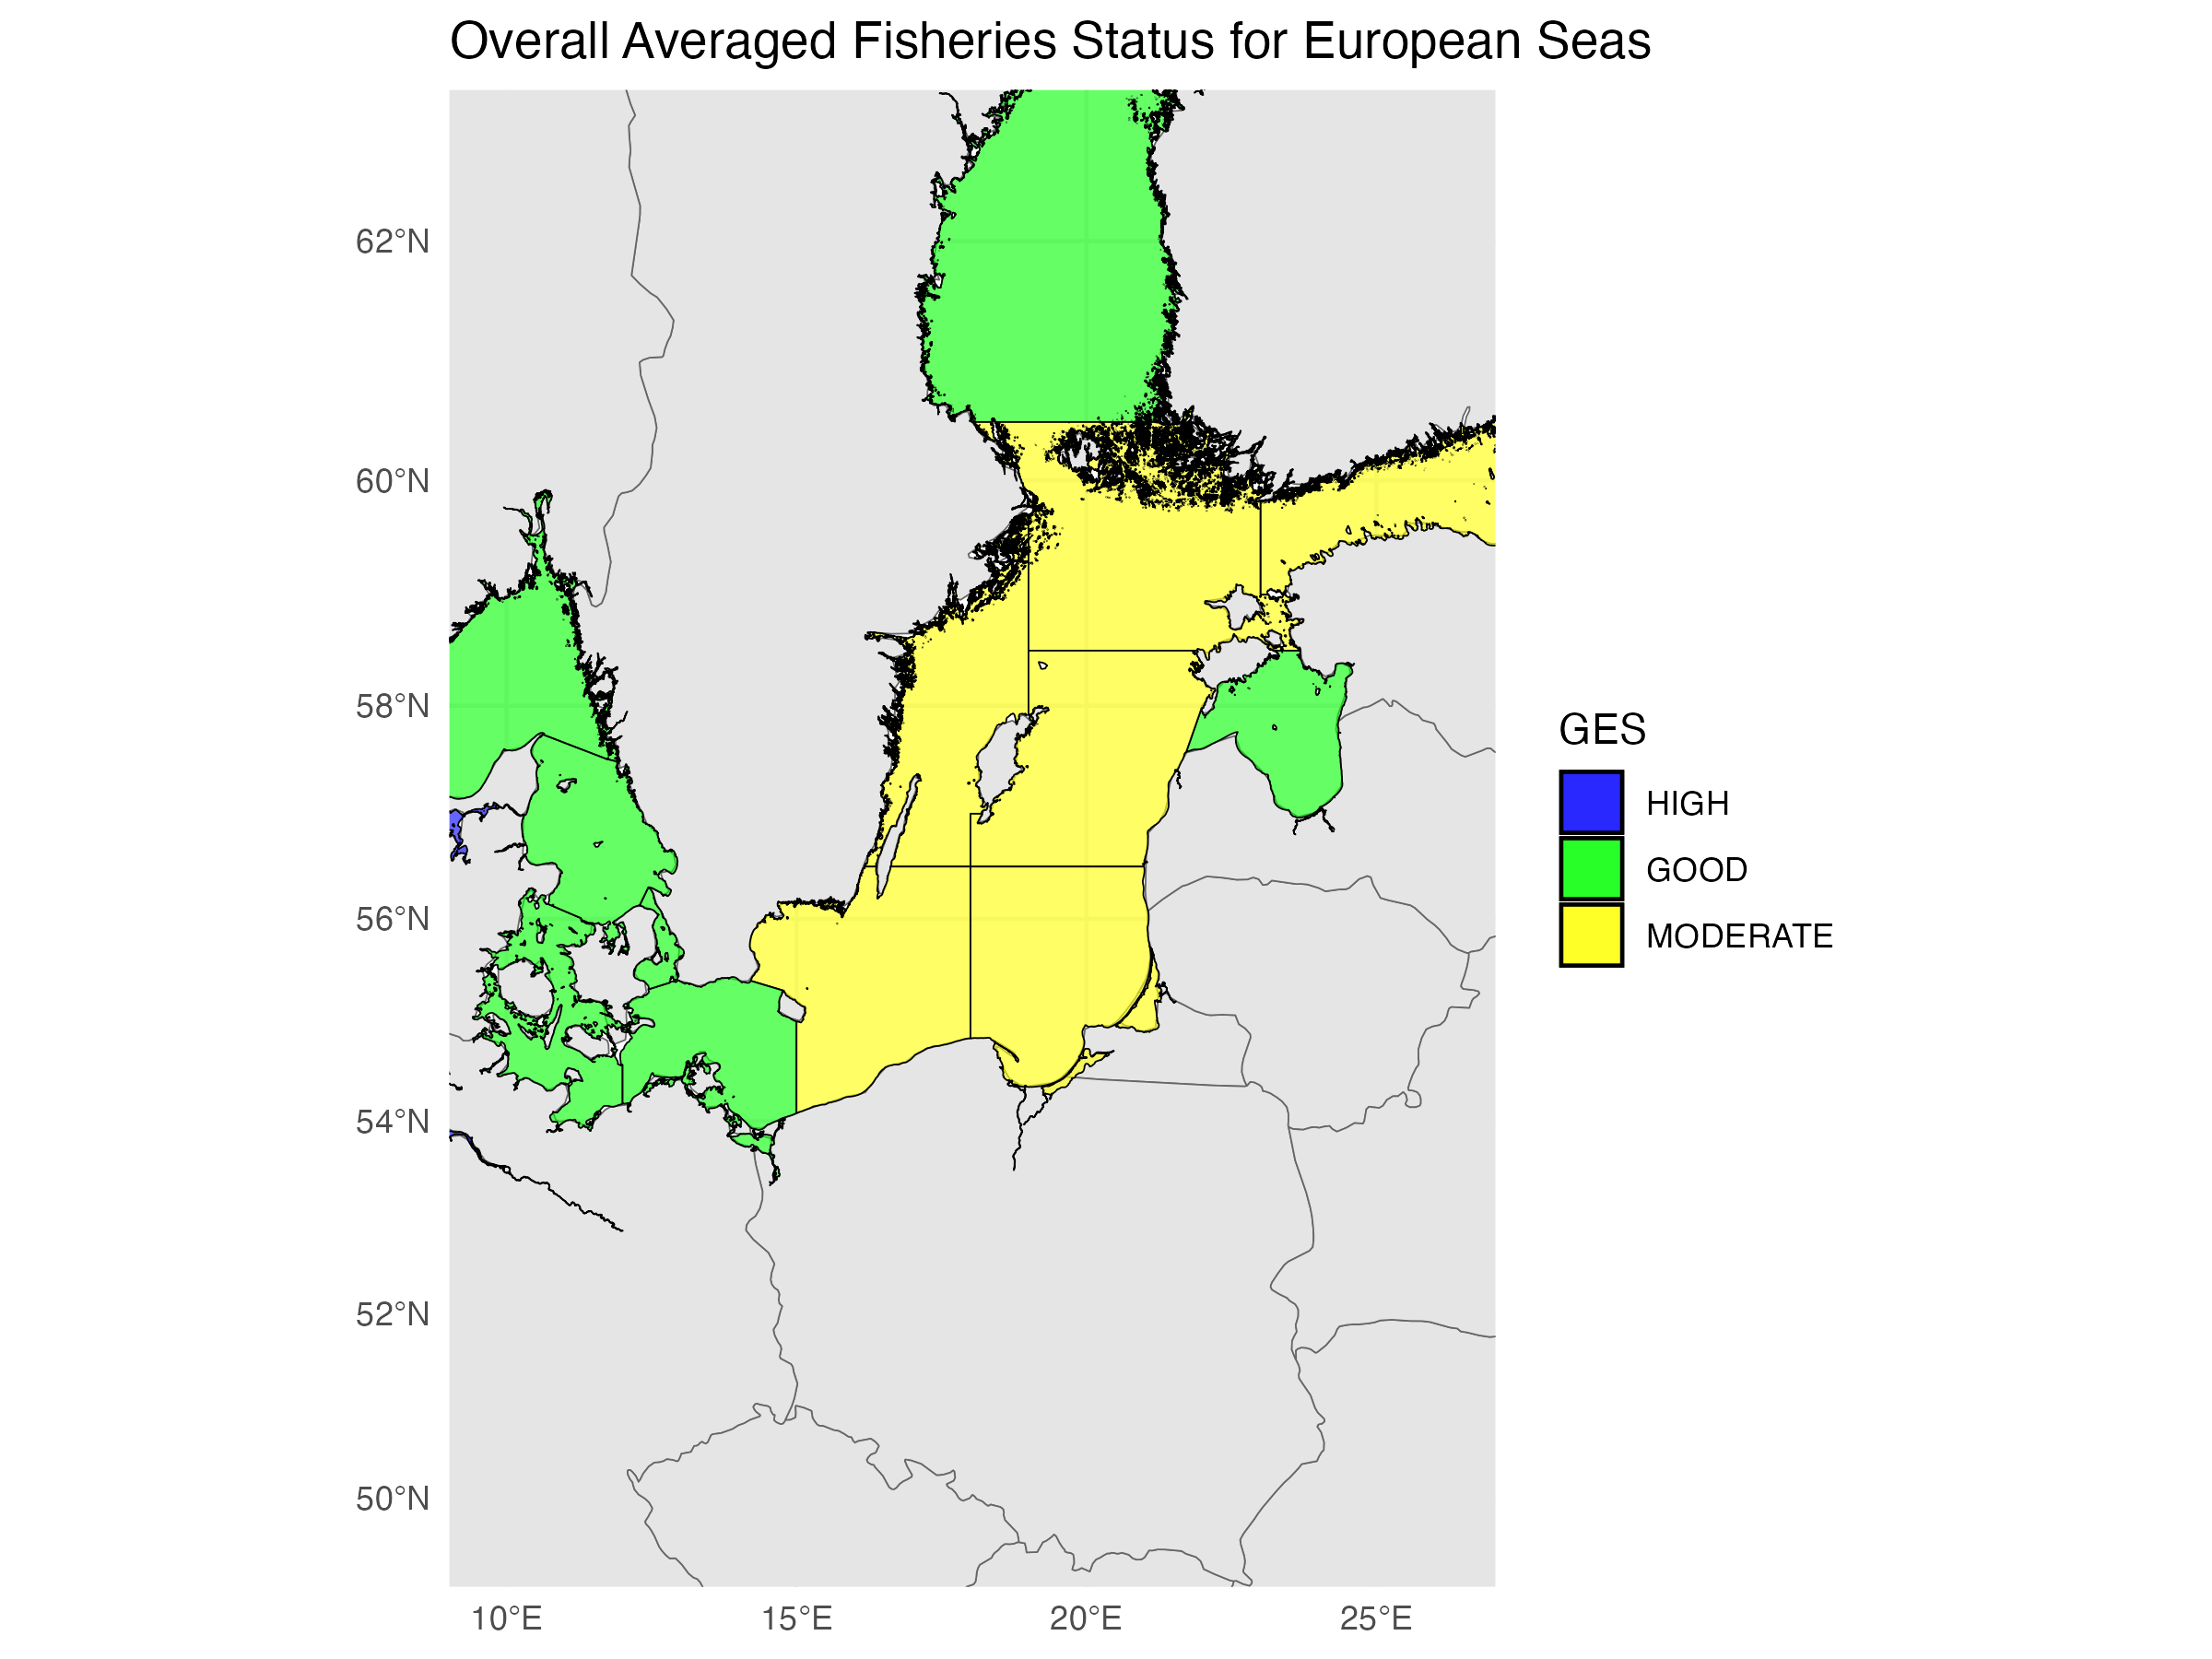 Overall Averaged Fisheries Status for European Seas
62°N
60°N
58°N
56°N
54°N
52°N
50°N
10°E
15°E
20°E
25°E
GES
HIGH
GOOD
MODERATE